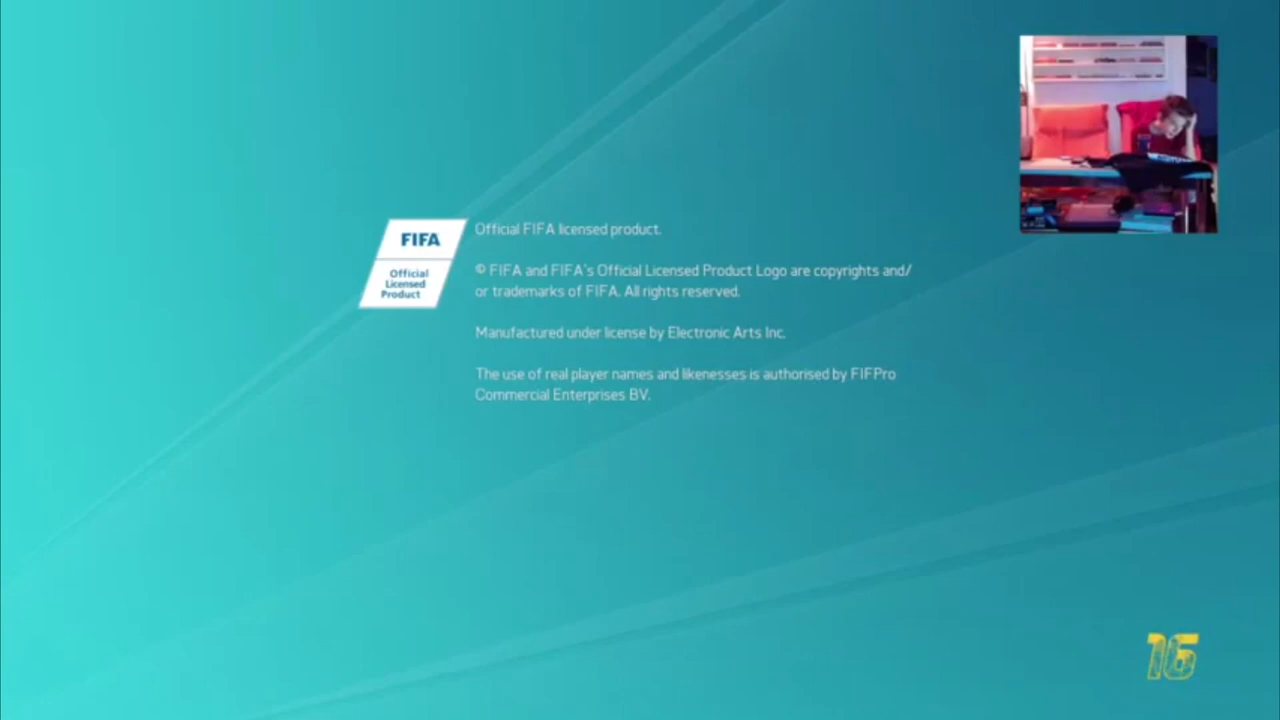 FIFA
Official
Licensed
Product
Official FIFA licensed product.
© FIFA and FIFA's Official Licensed Product Logo are copyrights and/
or trademarks of FIFA. All rights reserved.
Manufactured under license by Electronic Arts Inc.
The use of real player names and likenesses is authorised by FIFPro
Commercial Enterprises BV.
16